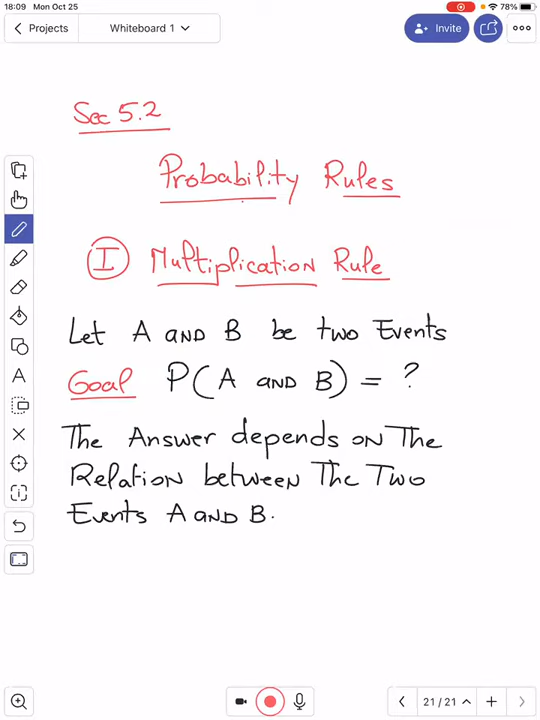 18:09 Mon Oct 25
78%
Projects
Whiteboard 1
Invite
Sec 5.2
Probability Rules
I Multiplication Rule
Let A AND B be two Events
Goal P(A AND B) = ?
The Answer depends on The
Relation between The Two
Events A AND B.
A
21/21